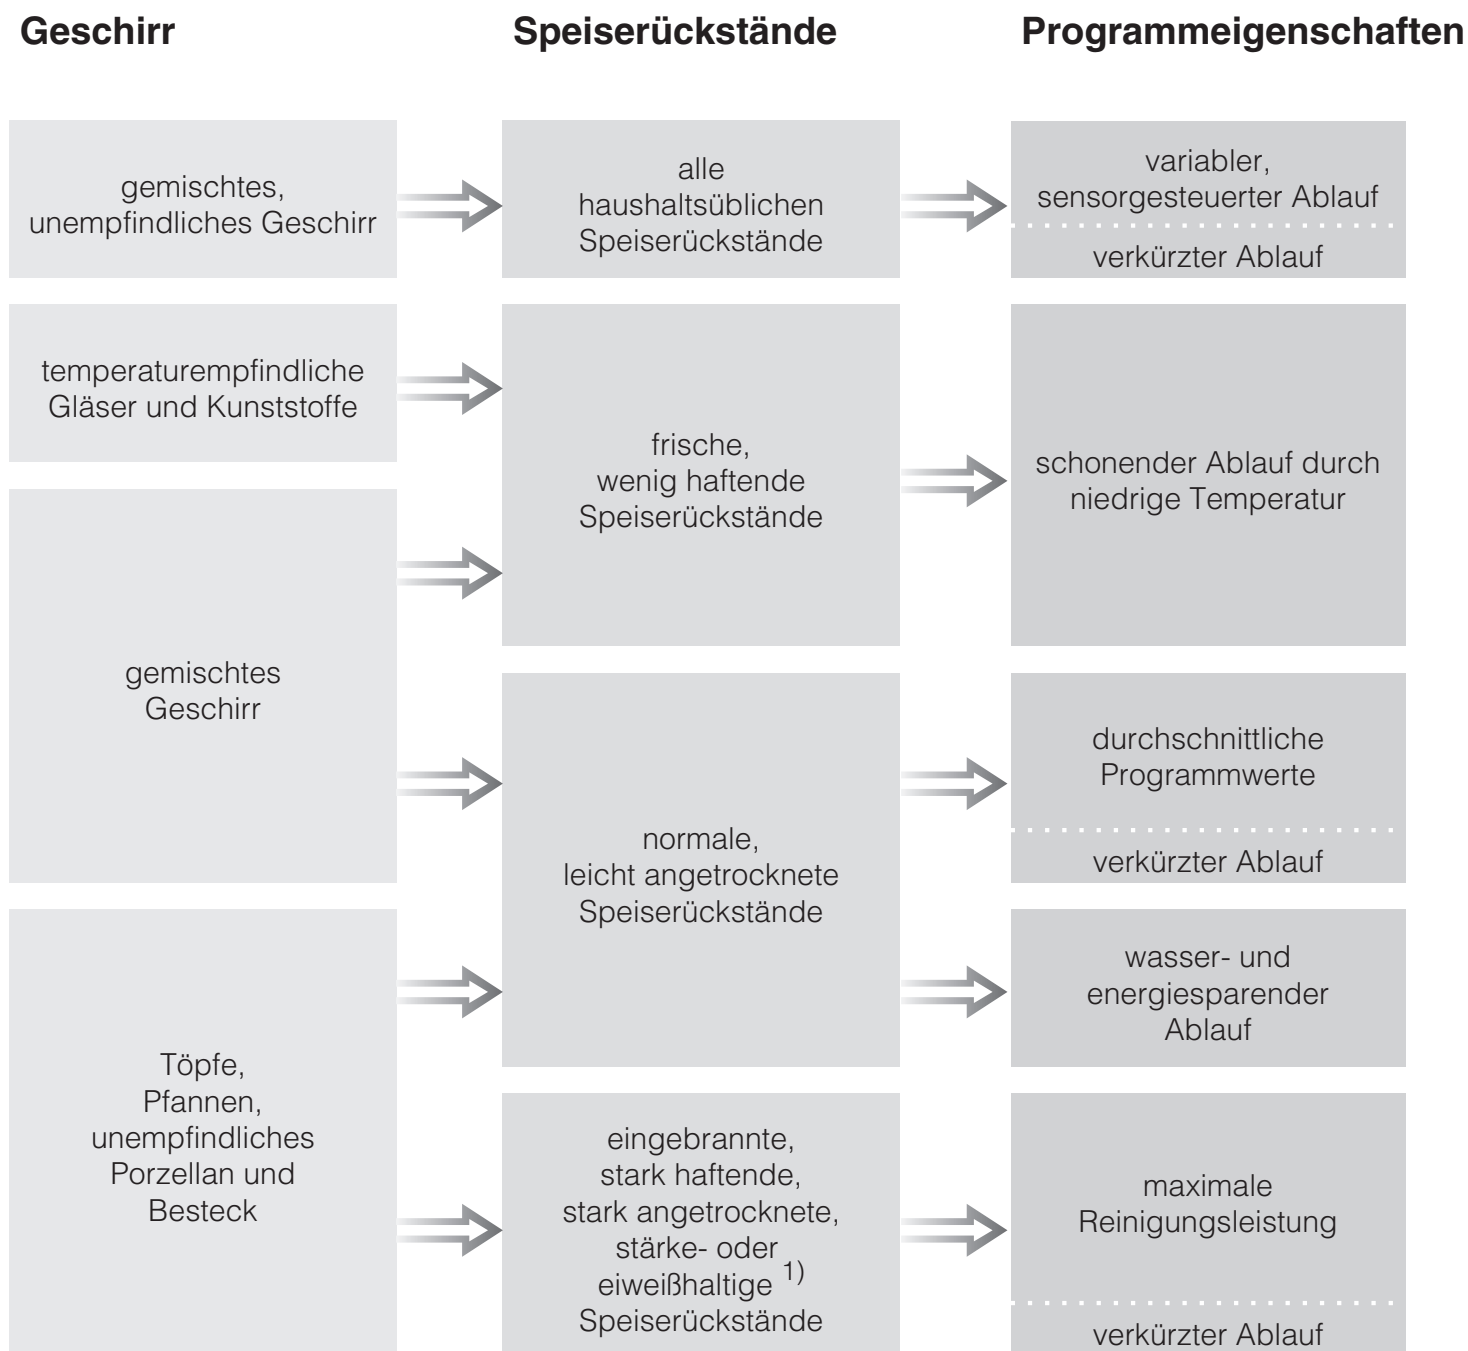 Geschirr
Speiserückstände
Programmeigenschaften
gemischtes,
unempfindliches Geschirr
alle
haushaltsüblichen
Speiserückstände
variabler,
sensorgesteuerter Ablauf
verkürzter Ablauf
temperaturempfindliche
Gläser und Kunststoffe
frische,
wenig haftende
Speiserückstände
schonender Ablauf durch
niedrige Temperatur
gemischtes
Geschirr
normale,
leicht angetrocknete
Speiserückstände
durchschnittliche
Programmwerte
verkürzter Ablauf
wasser- und
energiesparender
Ablauf
Töpfe,
Pfannen,
unempfindliches
Porzellan und
Besteck
eingebrannte,
stark haftende,
stark angetrocknete,
stärke- oder
eiweißhaltige 1)
Speiserückstände
maximale
Reinigungsleistung
verkürzter Ablauf